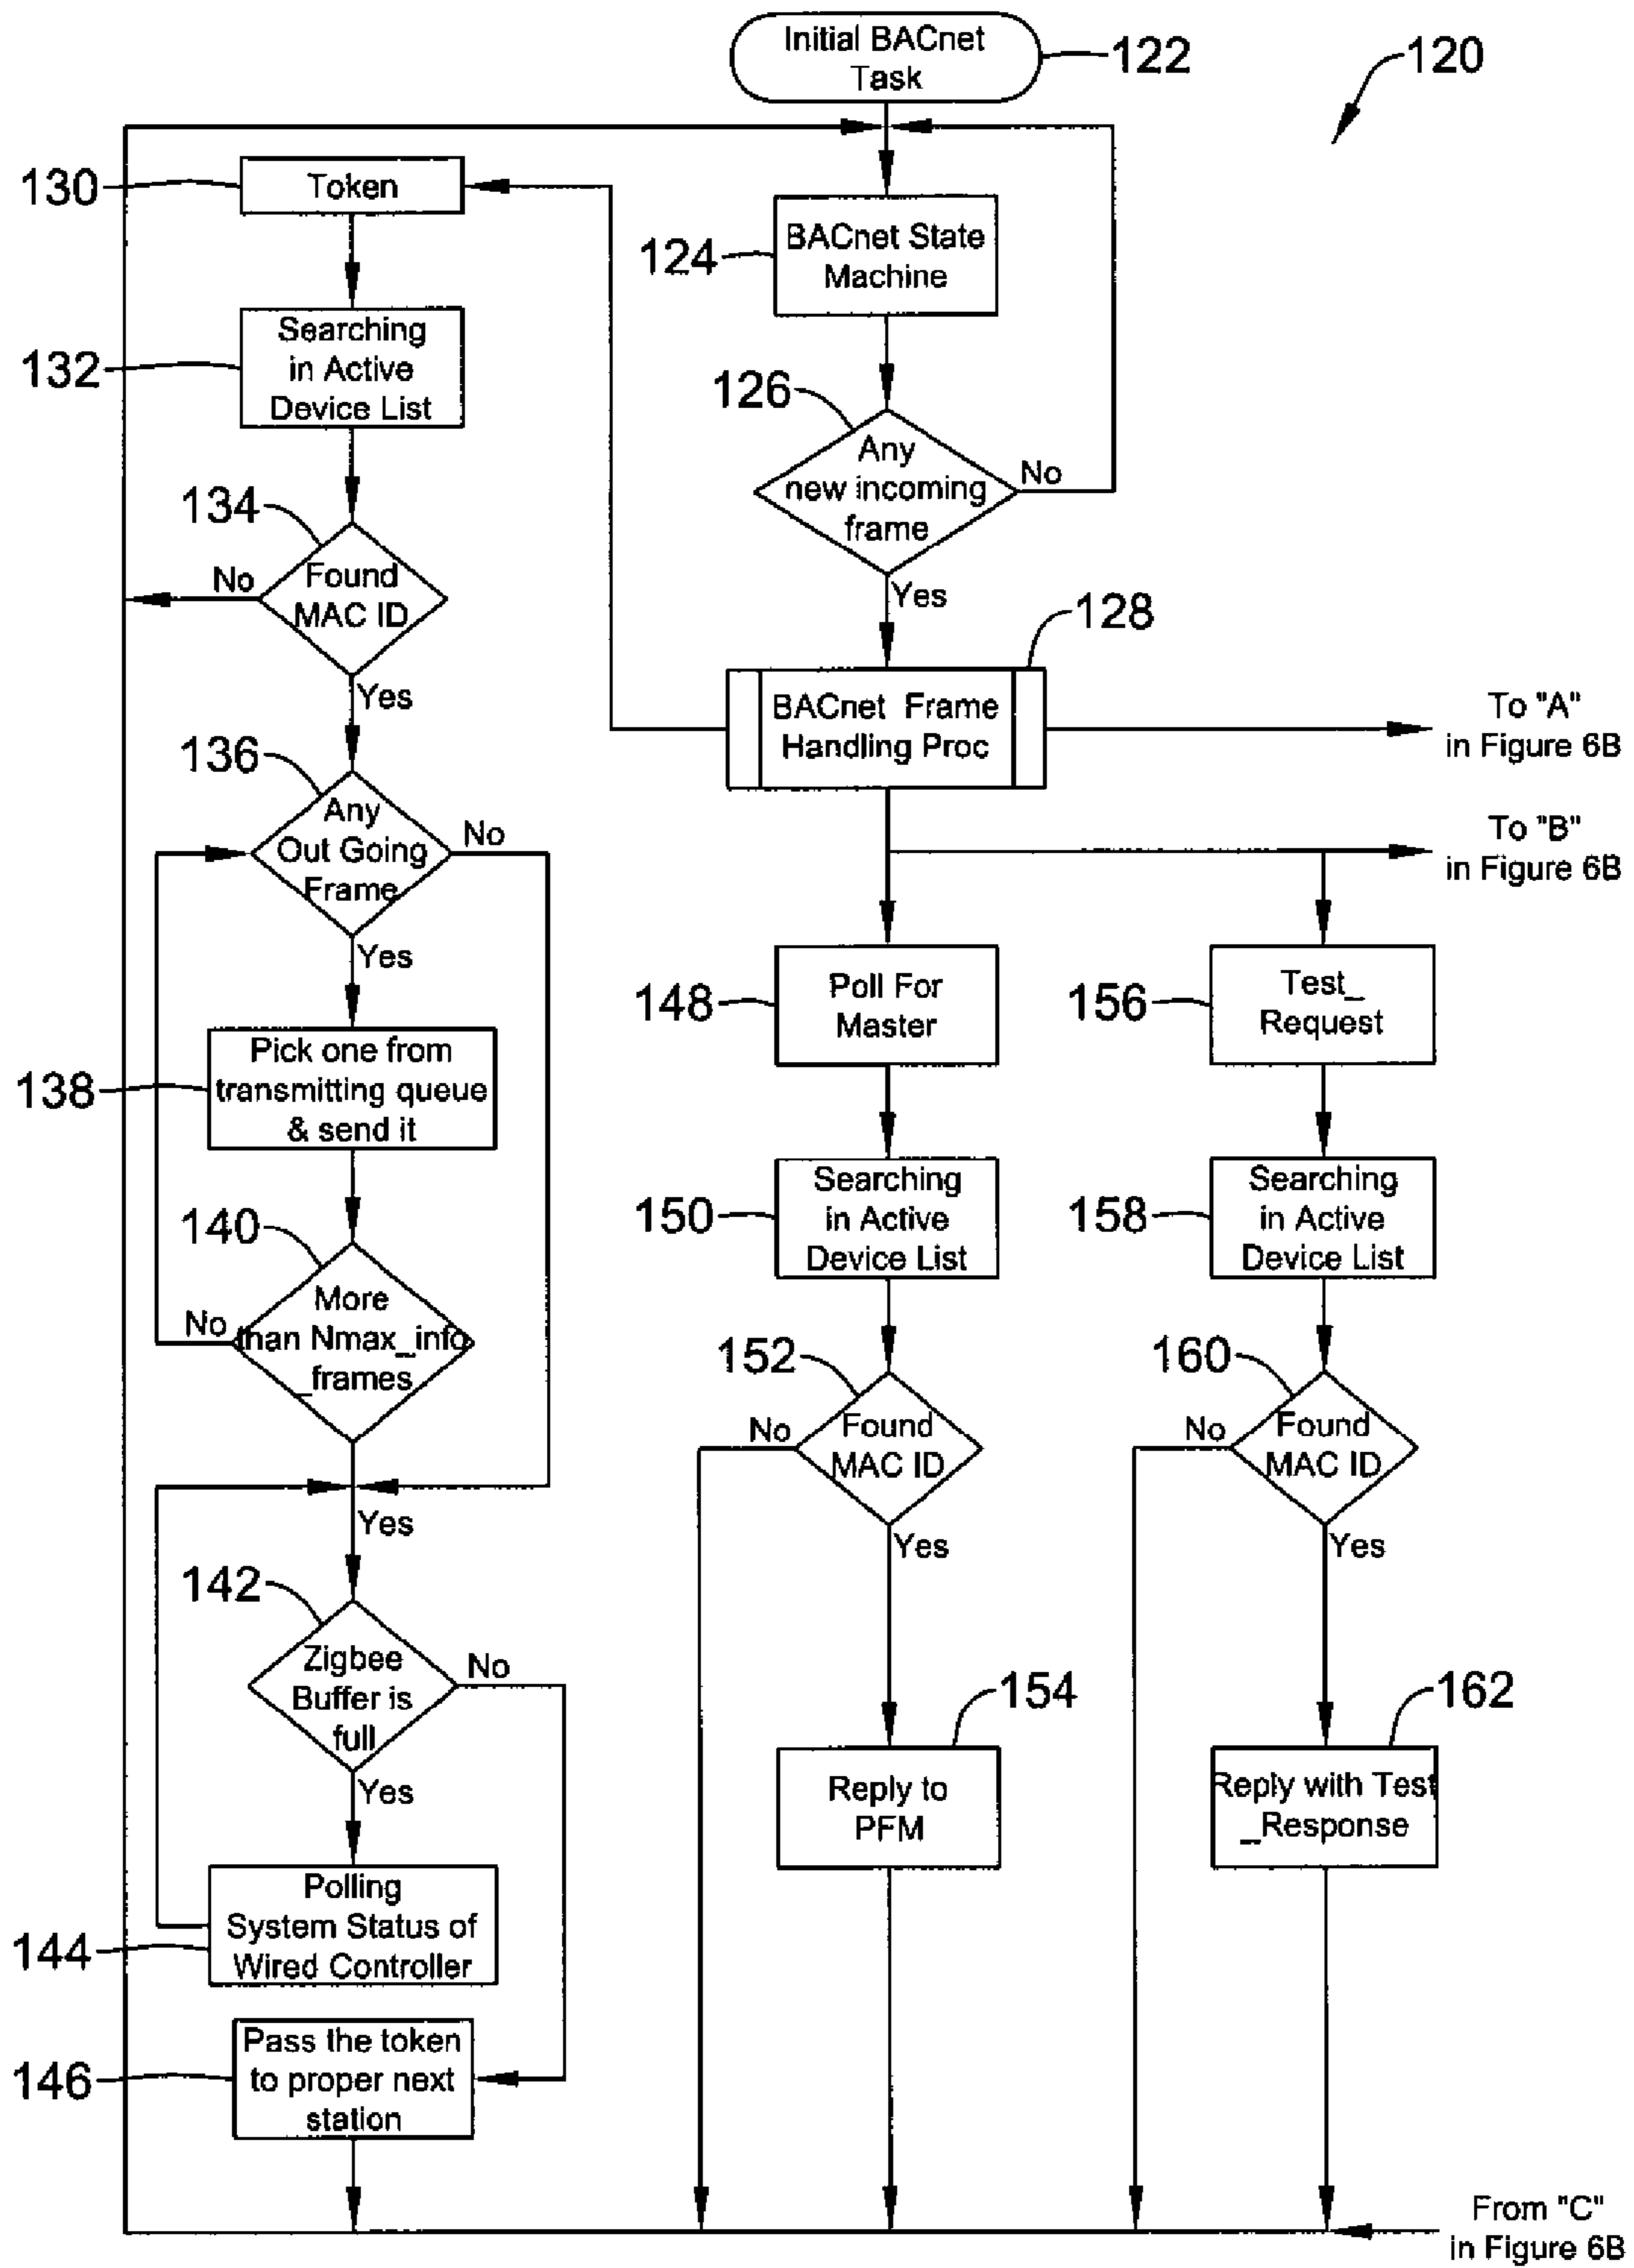 Initial BACnet
Task
122
120
130
Token
124
BACnet State
Machine
132
Searching
in Active
Device List
126
Any
new incoming
frame
No
Yes
134
Found
MAC ID
No
Yes
128
BACnet Frame
Handling Proc
To "A"
in Figure 6B
To "B"
in Figure 6B
136
Any
Out Going
Frame
No
Yes
138
Pick one from
transmitting queue
& send it
140
More
than Nmax_info
_frames
No
Yes
142
Zigbee
Buffer is
full
No
Yes
144
Polling
System Status of
Wired Controller
146
Pass the token
to proper next
station
148
Poll For
Master
150
Searching
in Active
Device List
152
Found
MAC ID
No
Yes
154
Reply to
PFM
156
Test_
Request
158
Searching
in Active
Device List
160
Found
MAC ID
No
Yes
162
Reply with Test
_Response
From "C"
in Figure 6B